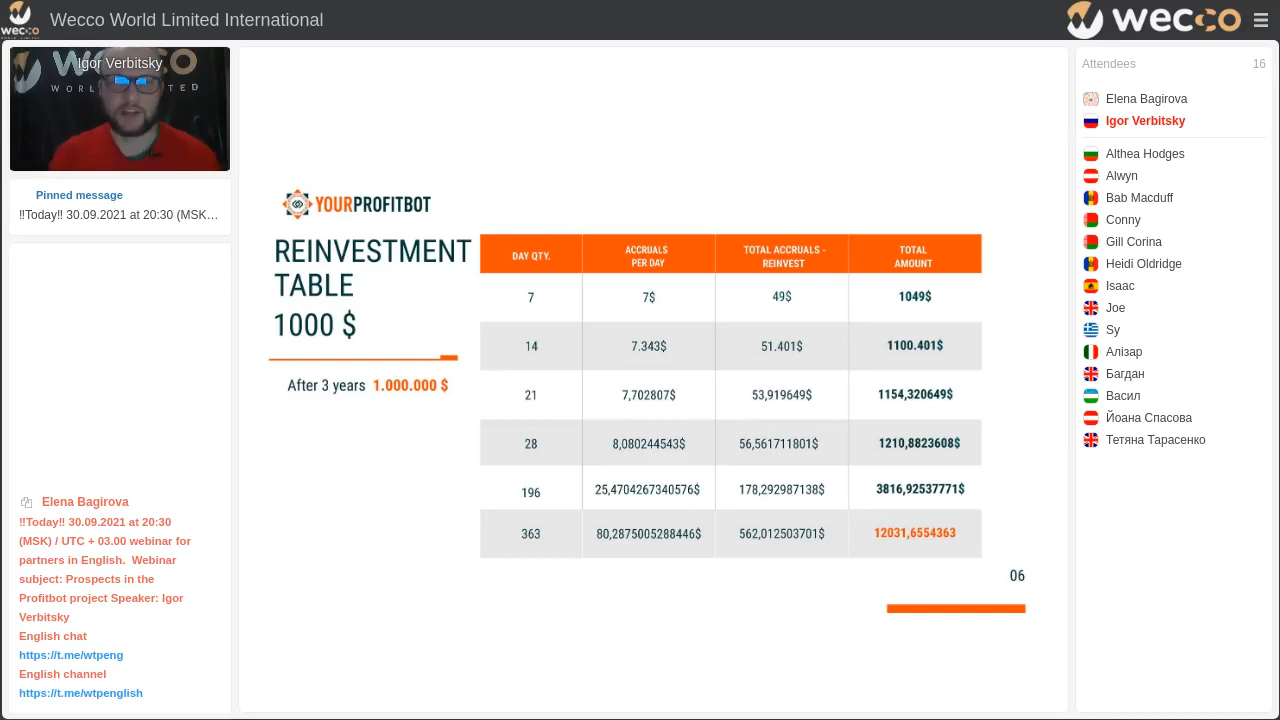 wecco
Wecco World Limited International
wecco
Igor Verbitsky
Pinned message
‼Today‼ 30.09.2021 at 20:30 (MSK…
YOURPROFITBOT
REINVESTMENT
TABLE
1000 $
After 3 years 1.000.000 $
DAY QTY. ACCRUALS PER DAY TOTAL ACCRUALS - REINVEST TOTAL AMOUNT
7 7$ 49$ 1049$
14 7.343$ 51.401$ 1100.401$
21 7,702807$ 53,919649$ 1154,320649$
28 8,080244543$ 56,561711801$ 1210,8823608$
196 25,4704267340576$ 178,292987138$ 3816,92537771$
363 80,2875005288446$ 562,012503701$ 12031,6554363
06
Elena Bagirova
‼Today‼ 30.09.2021 at 20:30
(MSK) / UTC + 03.00 webinar for
partners in English. Webinar
subject: Prospects in the
Profitbot project Speaker: Igor
Verbitsky
English chat
https://t.me/wtpeng
English channel
https://t.me/wtpenglish
Attendees 16
Elena Bagirova
Igor Verbitsky
Althea Hodges
Alwyn
Bab Macduff
Conny
Gill Corina
Heidi Oldridge
Isaac
Joe
Sy
Алізар
Багдан
Васил
Йоана Спасова
Тетяна Тарасенко